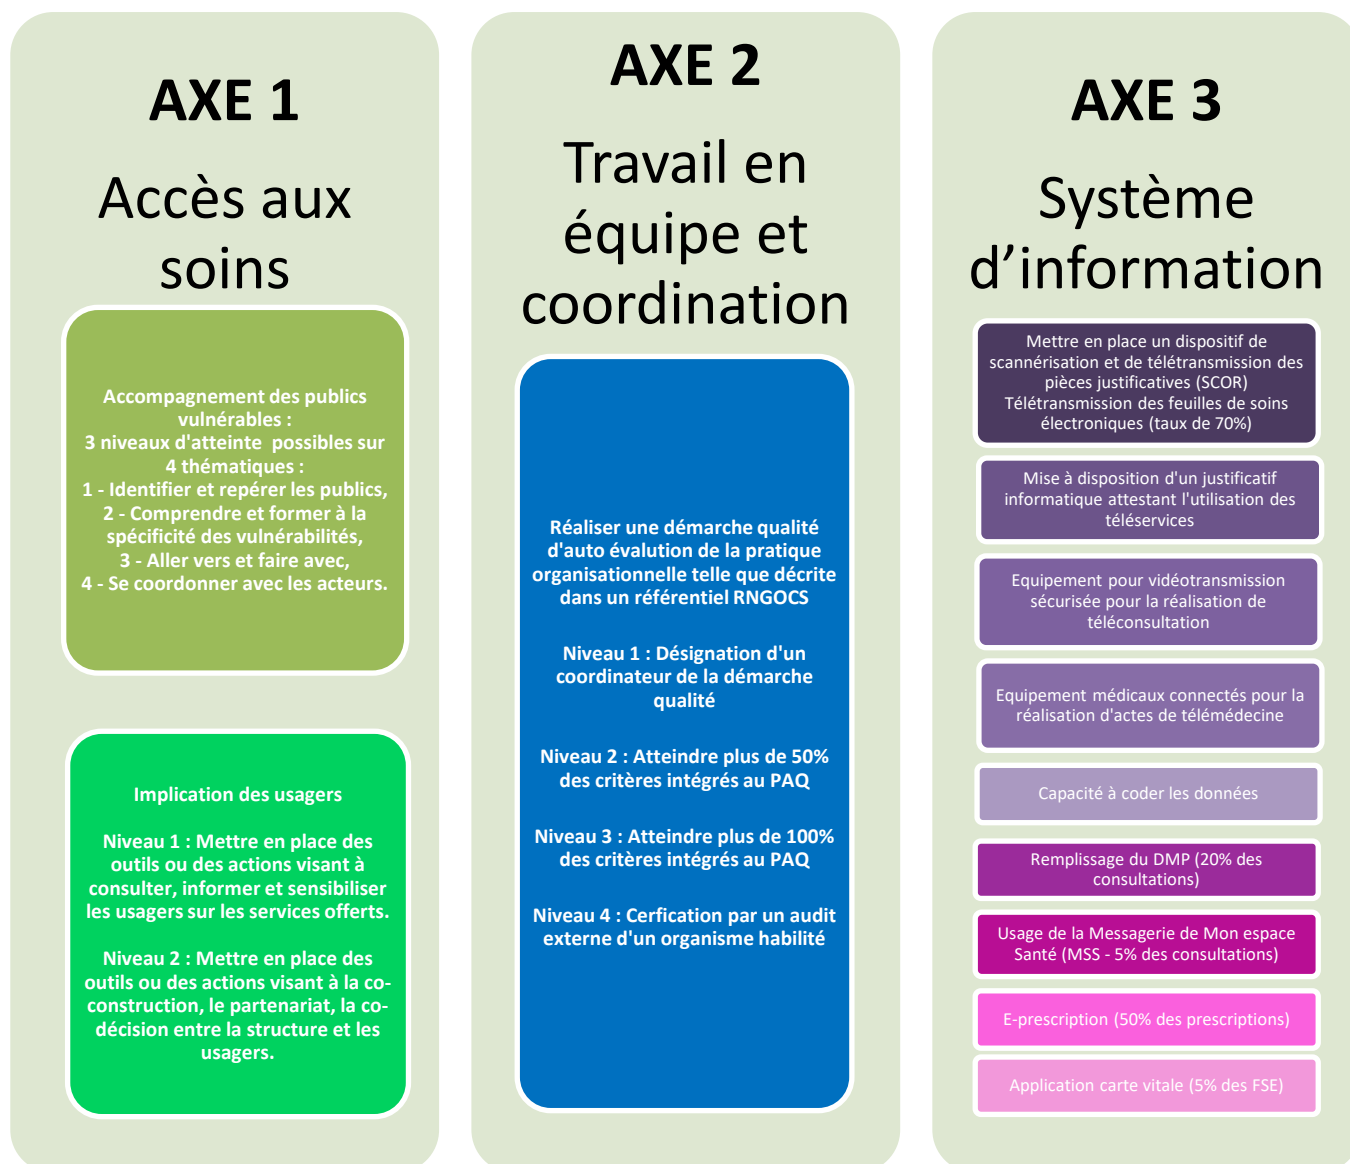 AXE 1
Accès aux
soins
Accompagnement des publics
vulnérables :
3 niveaux d'atteinte  possibles sur
4 thématiques :
1 - Identifier et repérer les publics,
2 - Comprendre et former à la
spécificité des vulnérabilités,
3 - Aller vers et faire avec,
4 - Se coordonner avec les acteurs.
Implication des usagers
Niveau 1 : Mettre en place des
outils ou des actions visant à
consulter, informer et sensibiliser
les usagers sur les services offerts.
Niveau 2 : Mettre en place des
outils ou des actions visant à la co-
construction, le partenariat, la co-
décision entre la structure et les
usagers.
AXE 2
Travail en
équipe et
coordination
Réaliser une démarche qualité
d'auto évalution de la pratique
organisationnelle telle que décrite
dans un référentiel RNGOCS
Niveau 1 : Désignation d'un
coordinateur de la démarche
qualité
Niveau 2 : Atteindre plus de 50%
des critères intégrés au PAQ
Niveau 3 : Atteindre plus de 100%
des critères intégrés au PAQ
Niveau 4 : Cerfication par un audit
externe d'un organisme habilité
AXE 3
Système
d’information
Mettre en place un dispositif de
scannérisation et de télétransmission des
pièces justificatives (SCOR)
Télétransmission des feuilles de soins
électroniques (taux de 70%)
Mise à disposition d'un justificatif
informatique attestant l'utilisation des
téléservices
Equipement pour vidéotransmission
sécurisée pour la réalisation de
téléconsultation
Equipement médicaux connectés pour la
réalisation d'actes de télémédecine
Capacité à coder les données
Remplissage du DMP (20% des
consultations)
Usage de la Messagerie de Mon espace
Santé (MSS - 5% des consultations)
E-prescription (50% des prescriptions)
Application carte vitale (5% des FSE)